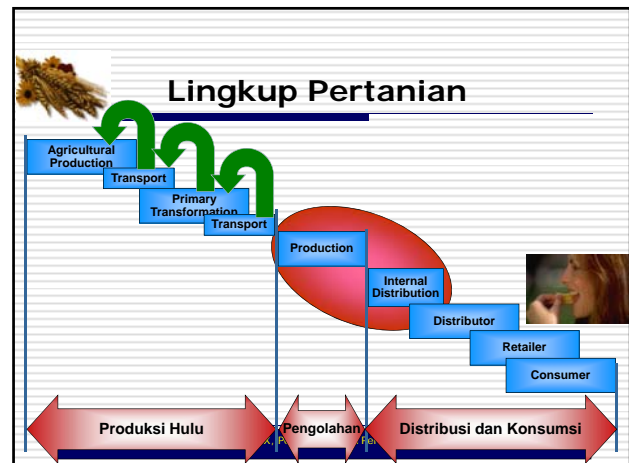 Lingkup Pertanian
Agricultural
Production
Transport
Primary
Transformation
Transport
Production
Internal
Distribution
Distributor
Retailer
Consumer
Produksi Hulu
Pengolahan
Distribusi dan Konsumsi